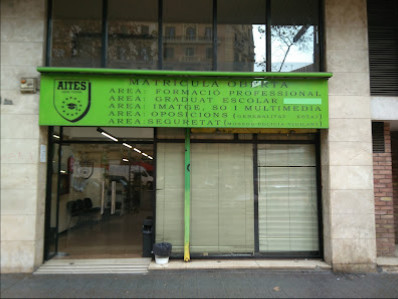 AITES
MATRICULA OBERTA
AREA: FORMACIÓ PROFESSIONAL
AREA: GRADUAT ESCOLAR
AREA: IMATGE, SO I MULTIMEDIA
AREA: OPOSICIONS (
AREA: SEGURETAT (